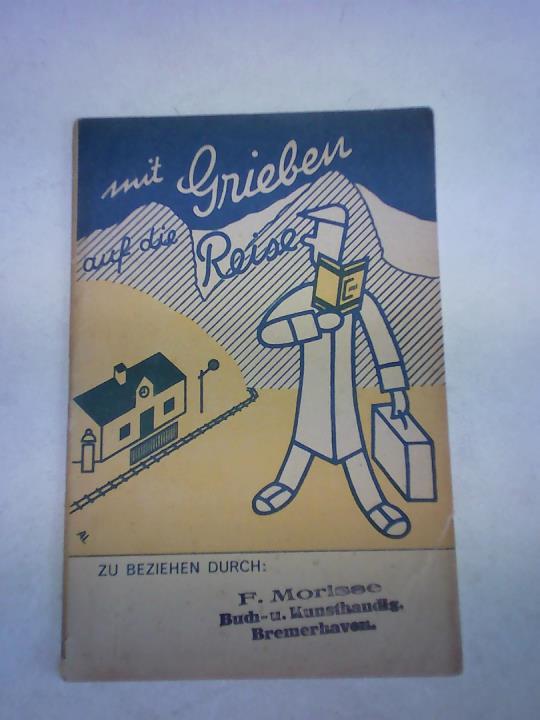 mit Grieben
auf die Reise
ZU BEZIEHEN DURCH:
F. Morisse
Buch- u. Kunsthandlg.
Bremerhaven.